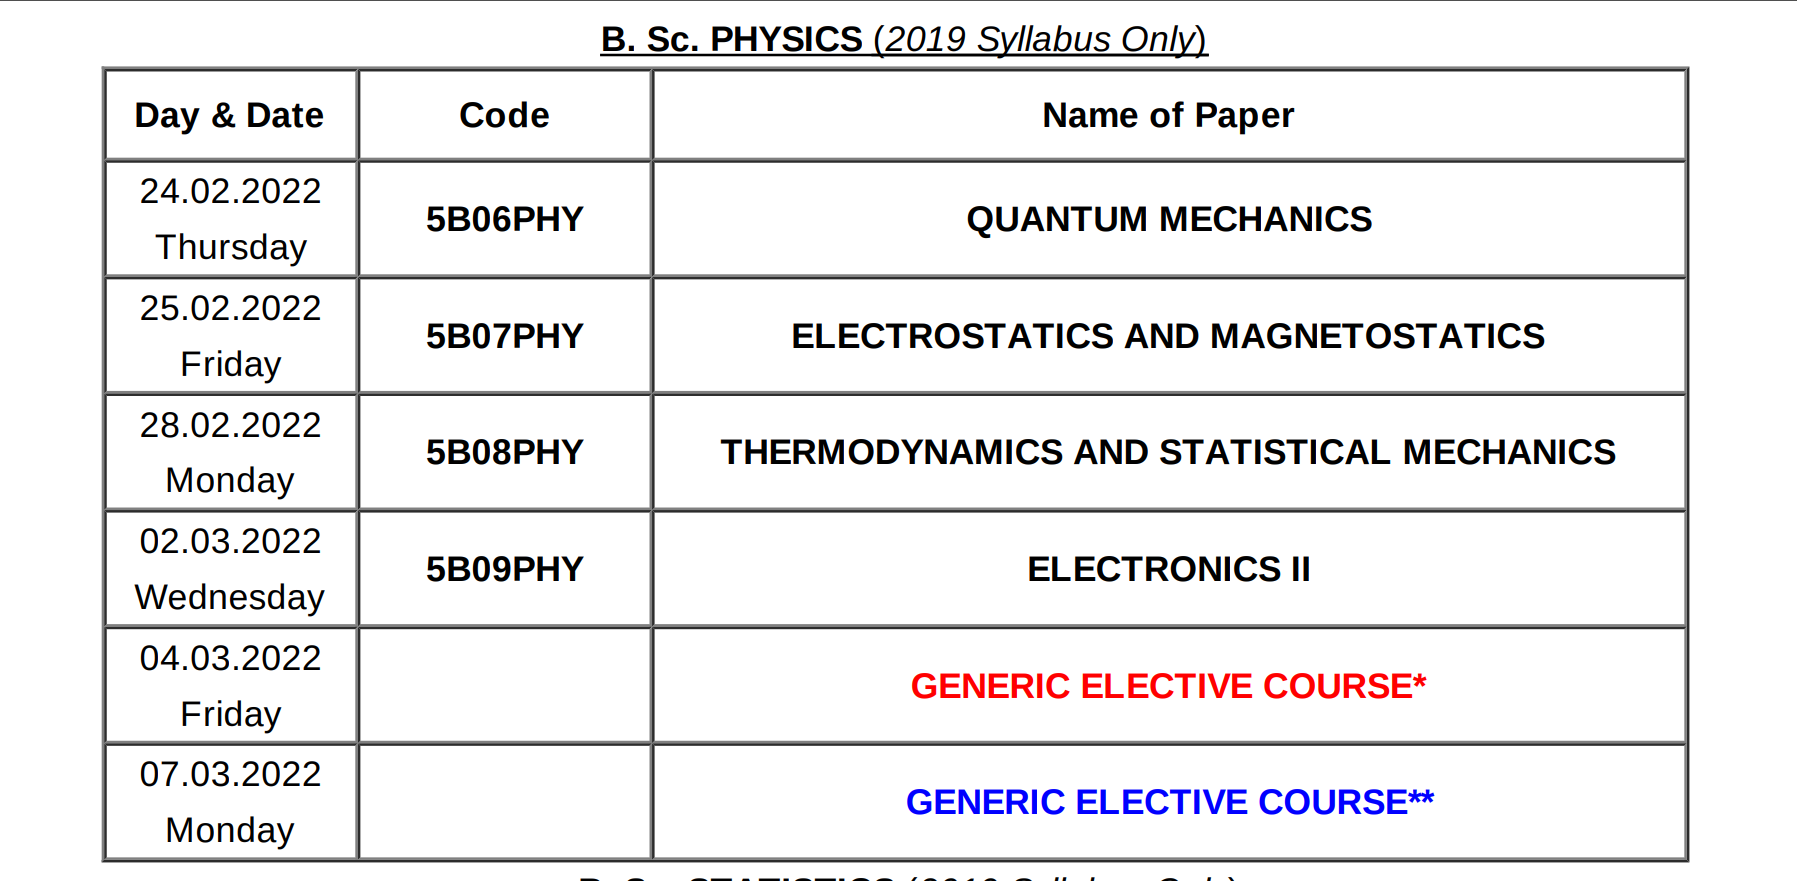 B. Sc. PHYSICS (2019 Syllabus Only)
Day & Date Code Name of Paper
24.02.2022
Thursday
5B06PHY QUANTUM MECHANICS
25.02.2022
Friday
5B07PHY ELECTROSTATICS AND MAGNETOSTATICS
28.02.2022
Monday
5B08PHY THERMODYNAMICS AND STATISTICAL MECHANICS
02.03.2022
Wednesday
5B09PHY ELECTRONICS II
04.03.2022
Friday
GENERIC ELECTIVE COURSE*
07.03.2022
Monday
GENERIC ELECTIVE COURSE**